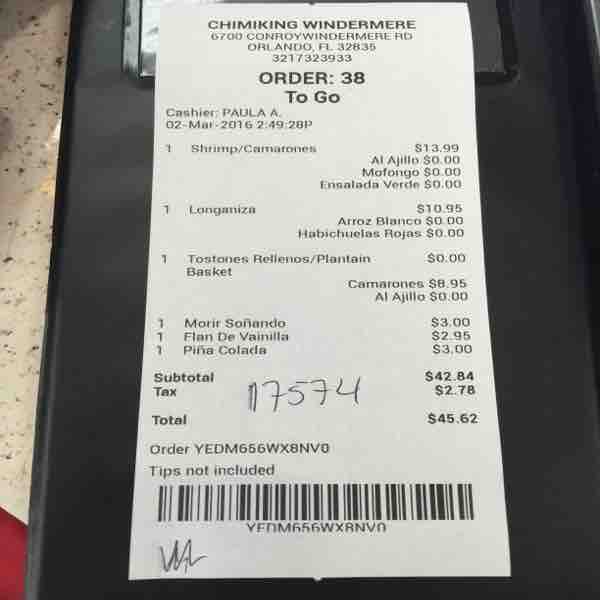 CHIMIKING WINDERMERE
6700 CONROYWINDERMERE RD
ORLANDO, FL 32835
3217323933
ORDER: 38
To Go
Cashier: PAULA A.
02-Mar-2016 2:49:28P
1 Shrimp/Camarones $13.99
Al Ajillo $0.00
Mofongo $0.00
Ensalada Verde $0.00
1 Longaniza $10.95
Arroz Blanco $0.00
Habichuelas Rojas $0.00
1 Tostones Rellenos/Plantain $0.00
Basket
Camarones $8.95
Al Ajillo $0.00
1 Morir Soñando $3.00
1 Flan De Vainilla $2.95
1 Piña Colada $3.00
Subtotal $42.84
Tax $2.78
17574
Total $45.62
Order YEDM656WX8NV0
Tips not included
YEDM656WX8NV0